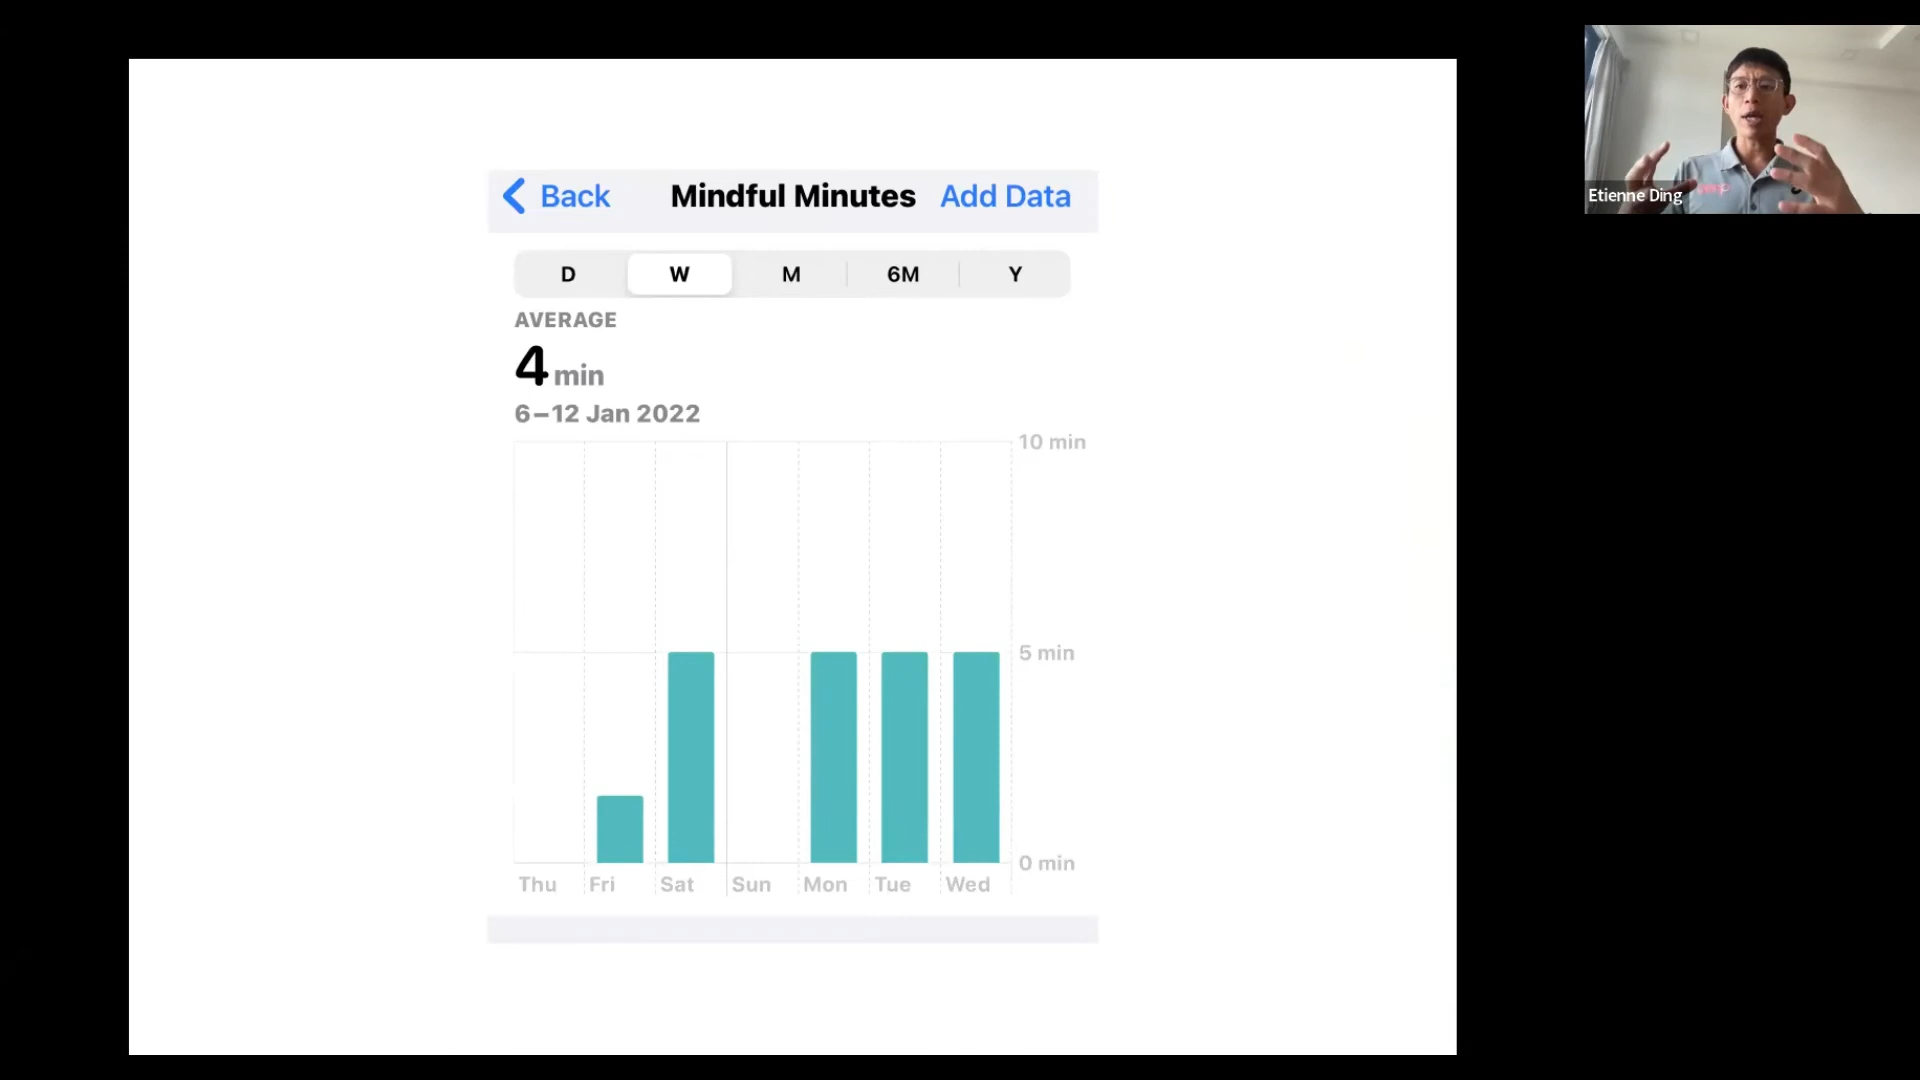 Back Mindful Minutes Add Data
D W M 6M Y
AVERAGE
4 min
6–12 Jan 2022
10 min
5 min
0 min
Thu Fri Sat Sun Mon Tue Wed
Etienne Ding